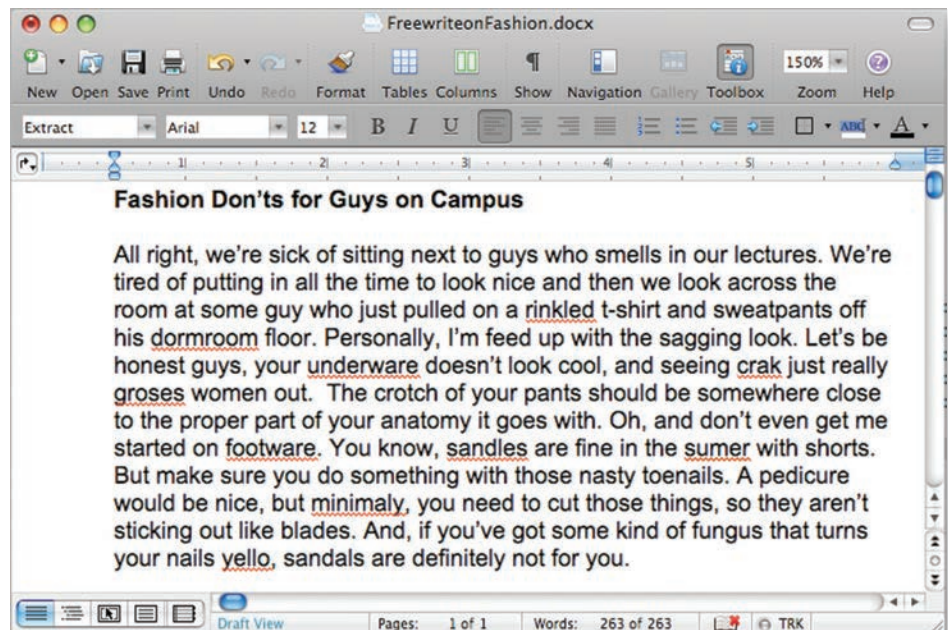 FreewriteonFashion.docx
New Open Save Print Undo Redo Format Tables Columns Show Navigation Gallery Toolbox 150% Zoom Help
Extract Arial 12 B I U ABC A
1 2 3 4 5
Fashion Don'ts for Guys on Campus
All right, we're sick of sitting next to guys who smells in our lectures. We're
tired of putting in all the time to look nice and then we look across the
room at some guy who just pulled on a rinkled t-shirt and sweatpants off
his dormroom floor. Personally, I'm feed up with the sagging look. Let's be
honest guys, your underware doesn't look cool, and seeing crak just really
groses women out.  The crotch of your pants should be somewhere close
to the proper part of your anatomy it goes with. Oh, and don't even get me
started on footware. You know, sandles are fine in the sumer with shorts.
But make sure you do something with those nasty toenails. A pedicure
would be nice, but minimaly, you need to cut those things, so they aren't
sticking out like blades. And, if you've got some kind of fungus that turns
your nails yello, sandals are definitely not for you.
Draft View Pages: 1 of 1 Words: 263 of 263 TRK